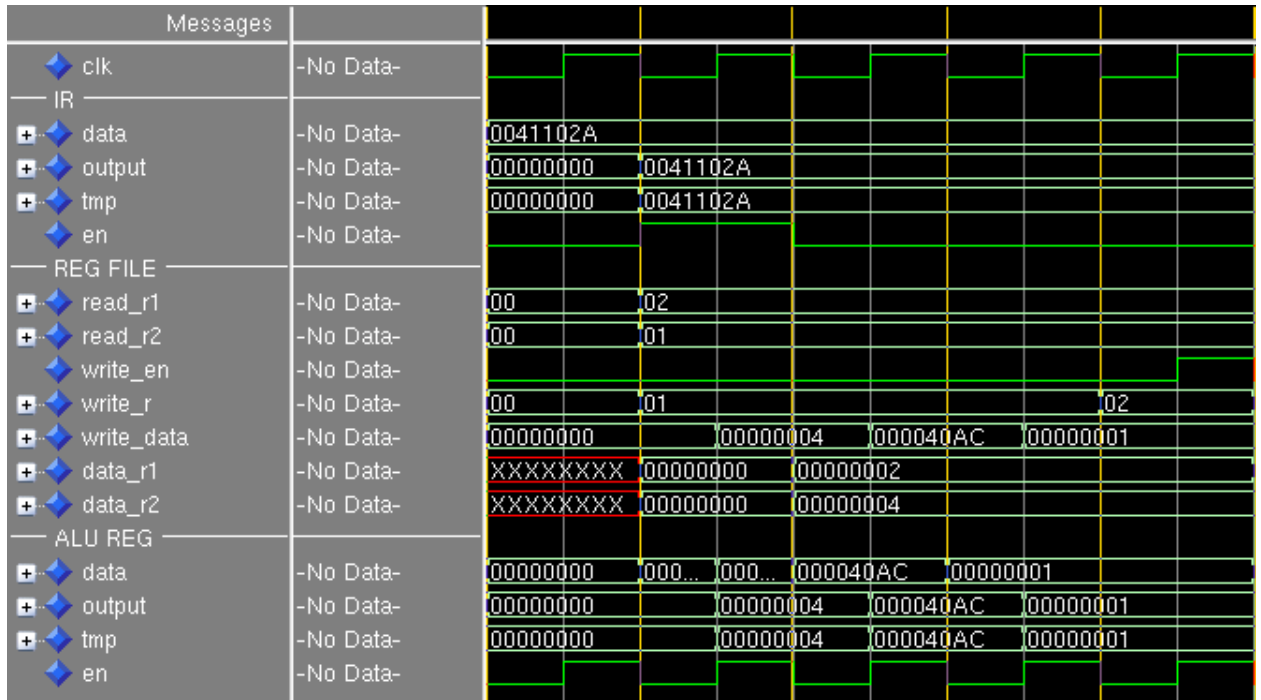 Messages
clk -No Data-
IR
data -No Data- 0041102A
output -No Data- 00000000 0041102A
tmp -No Data- 00000000 0041102A
en -No Data-
REG FILE
read_r1 -No Data- 00 02
read_r2 -No Data- 00 01
write_en -No Data-
write_r -No Data- 00 01 02
write_data -No Data- 00000000 00000004 000040AC 00000001
data_r1 -No Data- XXXXXXXX 00000000 00000002
data_r2 -No Data- XXXXXXXX 00000000 00000004
ALU REG
data -No Data- 00000000 000... 000... 000040AC 00000001
output -No Data- 00000000 00000004 000040AC 00000001
tmp -No Data- 00000000 00000004 000040AC 00000001
en -No Data-